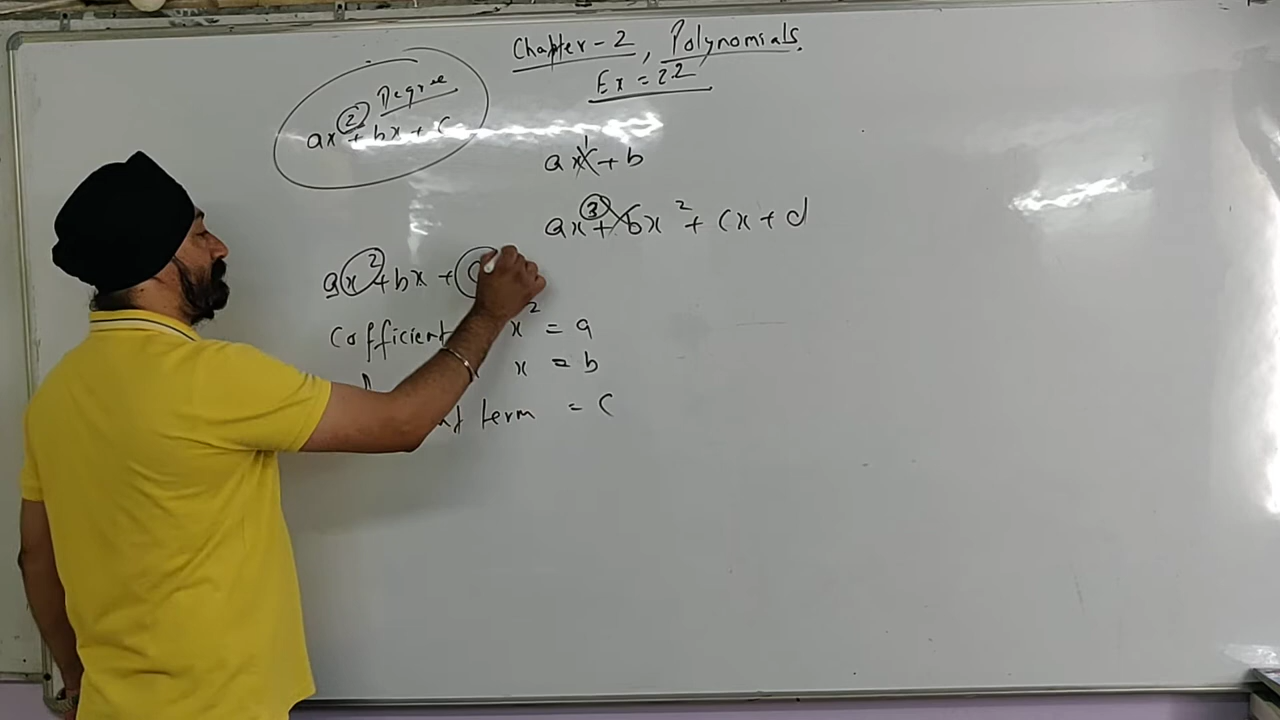 Chapter-2, Polynomials.
Ex = 2.2
Degree
ax² + bx + c
ax¹ + b
ax³ + bx² + cx + d
ax² + bx +
Cofficient x² = a
x = b
term = c